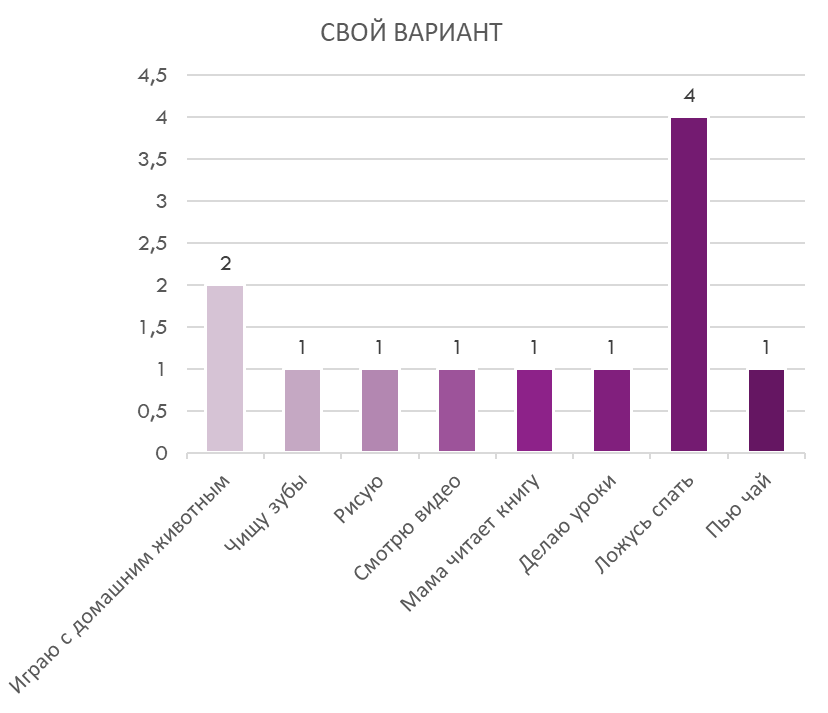 СВОЙ ВАРИАНТ
4,5
4
3,5
3
2,5
2
1,5
1
0,5
0
2
1
1
1
1
1
4
1
Играю с домашним животным
Чищу зубы
Рисую
Смотрю видео
Мама читает книгу
Делаю уроки
Ложусь спать
Пью чай